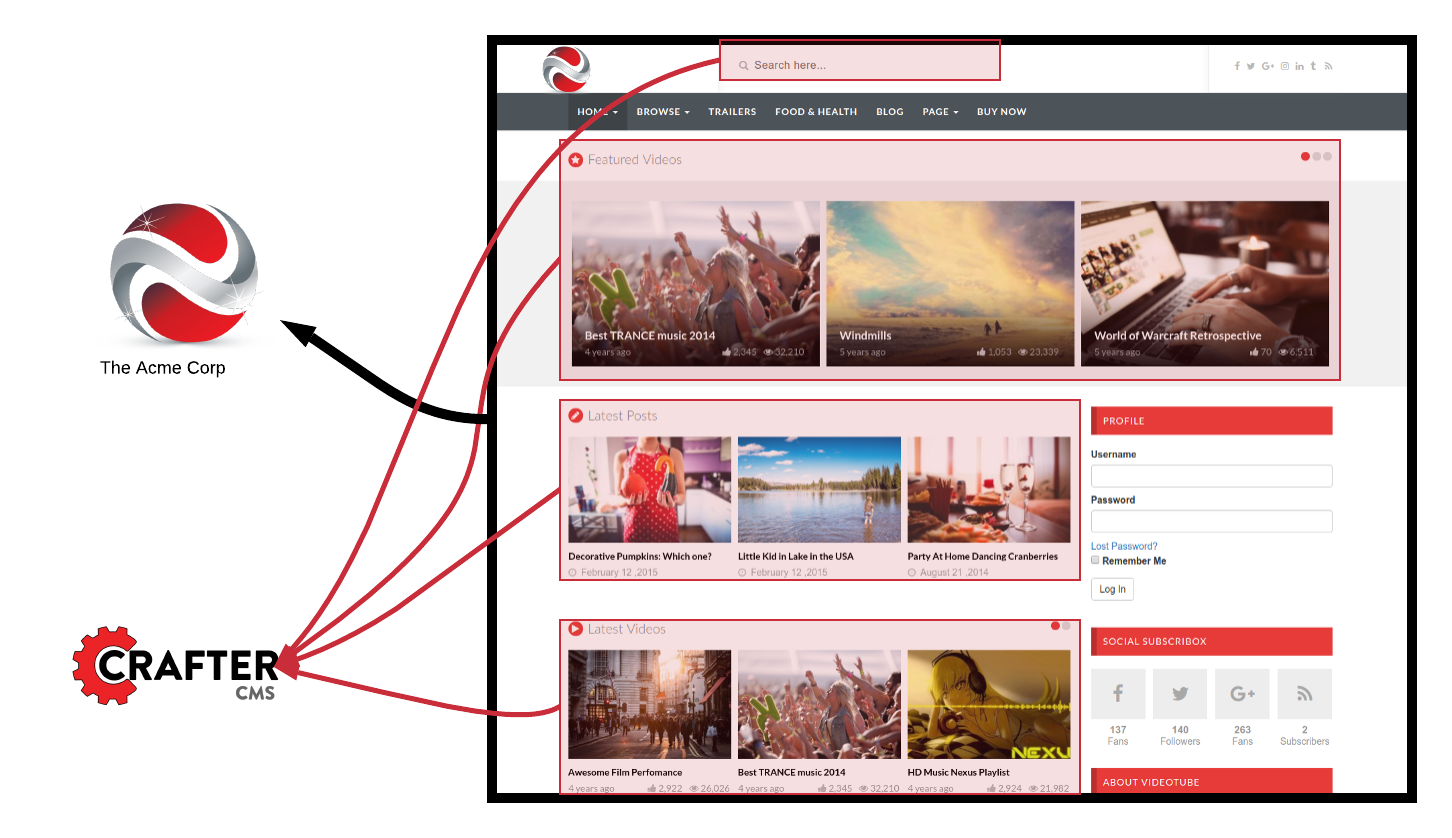 Search here...
f G+ in t
HOME BROWSE TRAILERS FOOD & HEALTH BLOG PAGE BUY NOW
Featured Videos
Best TRANCE music 2014
4 years ago 2,345 32,210
Windmills
5 years ago 1,053 23,339
World of Warcraft Retrospective
5 years ago 70 6,511
The Acme Corp
Latest Posts
Decorative Pumpkins: Which one?
February 12 ,2015
Little Kid in Lake in the USA
February 12 ,2015
Party At Home Dancing Cranberries
August 21 ,2014
PROFILE
Username
Password
Lost Password?
Remember Me
Log In
CRAFTER
CMS
Latest Videos
NEXU
Awesome Film Perfomance
4 years ago 2,922 26,026
Best TRANCE music 2014
4 years ago 2,345 32,210
HD Music Nexus Playlist
4 years ago 2,924 21,982
SOCIAL SUBSCRIBOX
f G+
137
Fans
140
Followers
263
Fans
2
Subscribers
ABOUT VIDEOTUBE